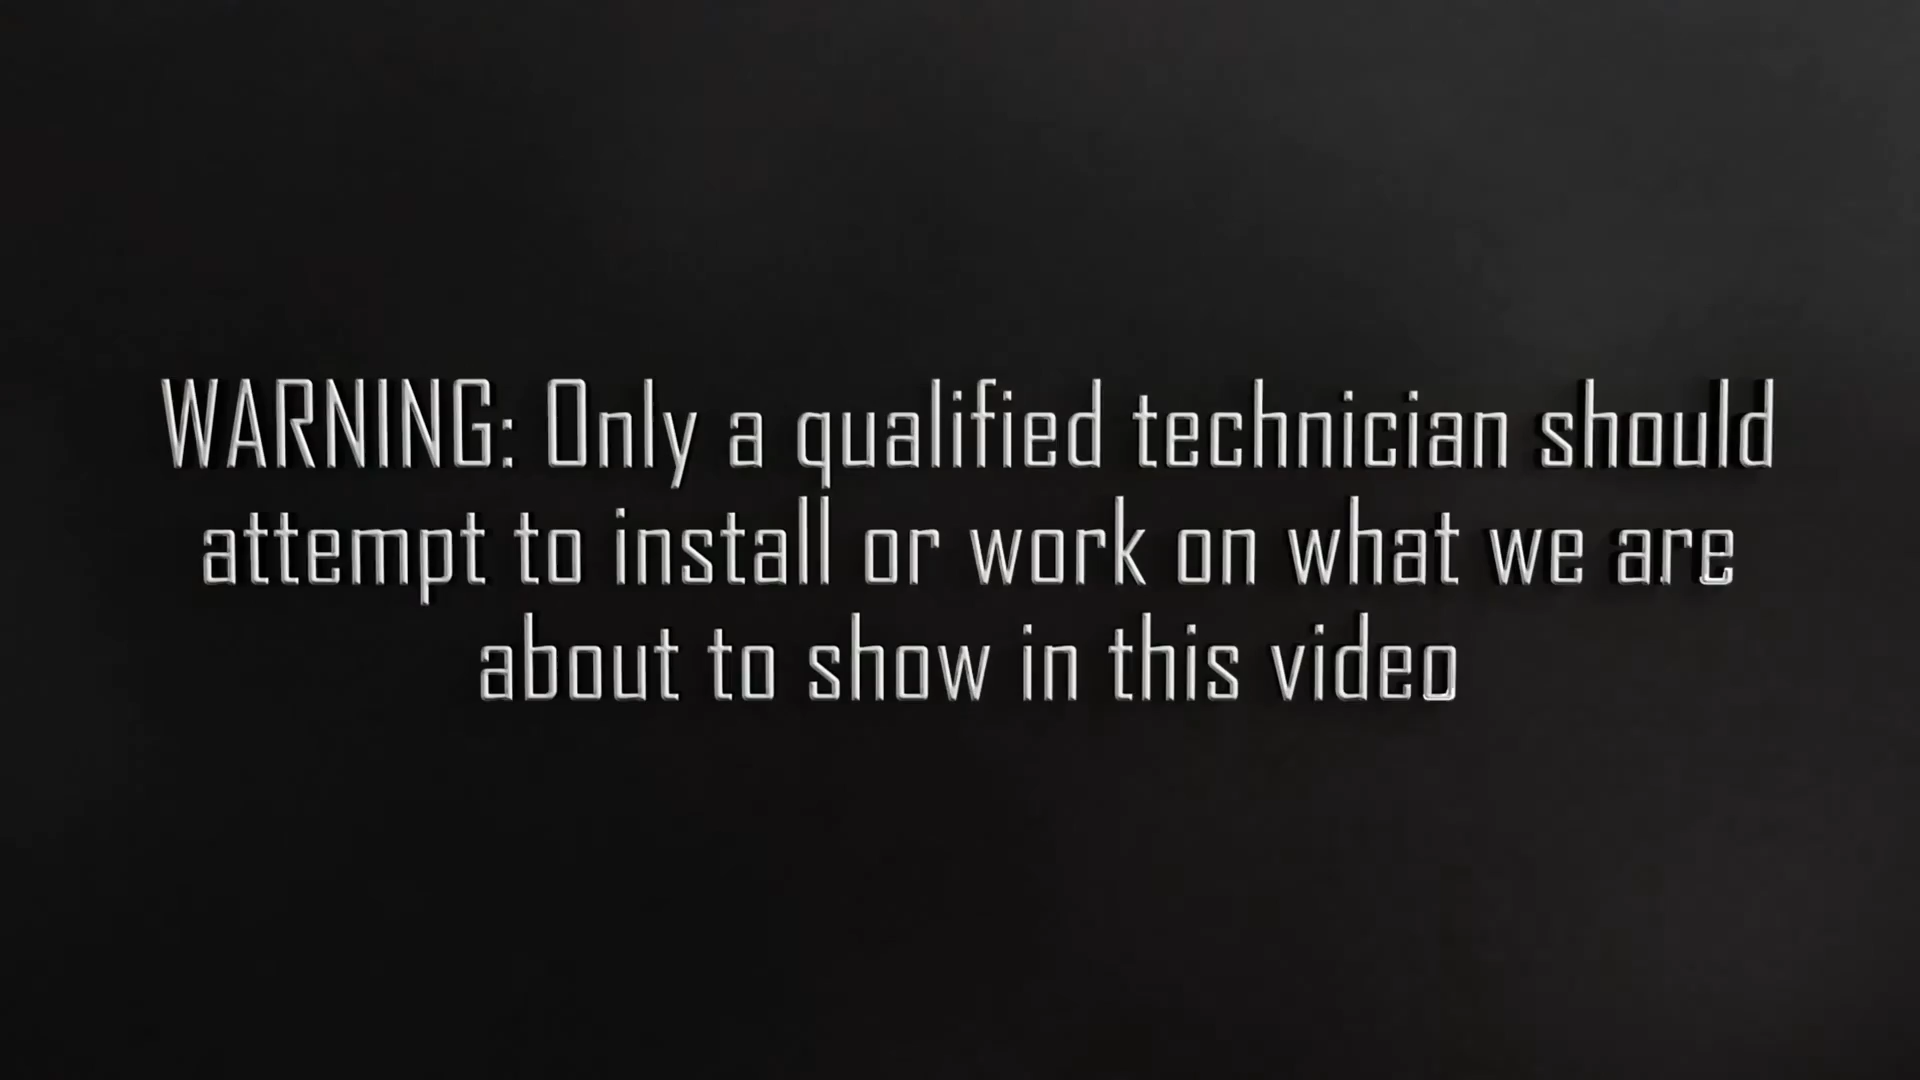 WARNING: Only a qualified technician should
attempt to install or work on what we are
about to show in this video